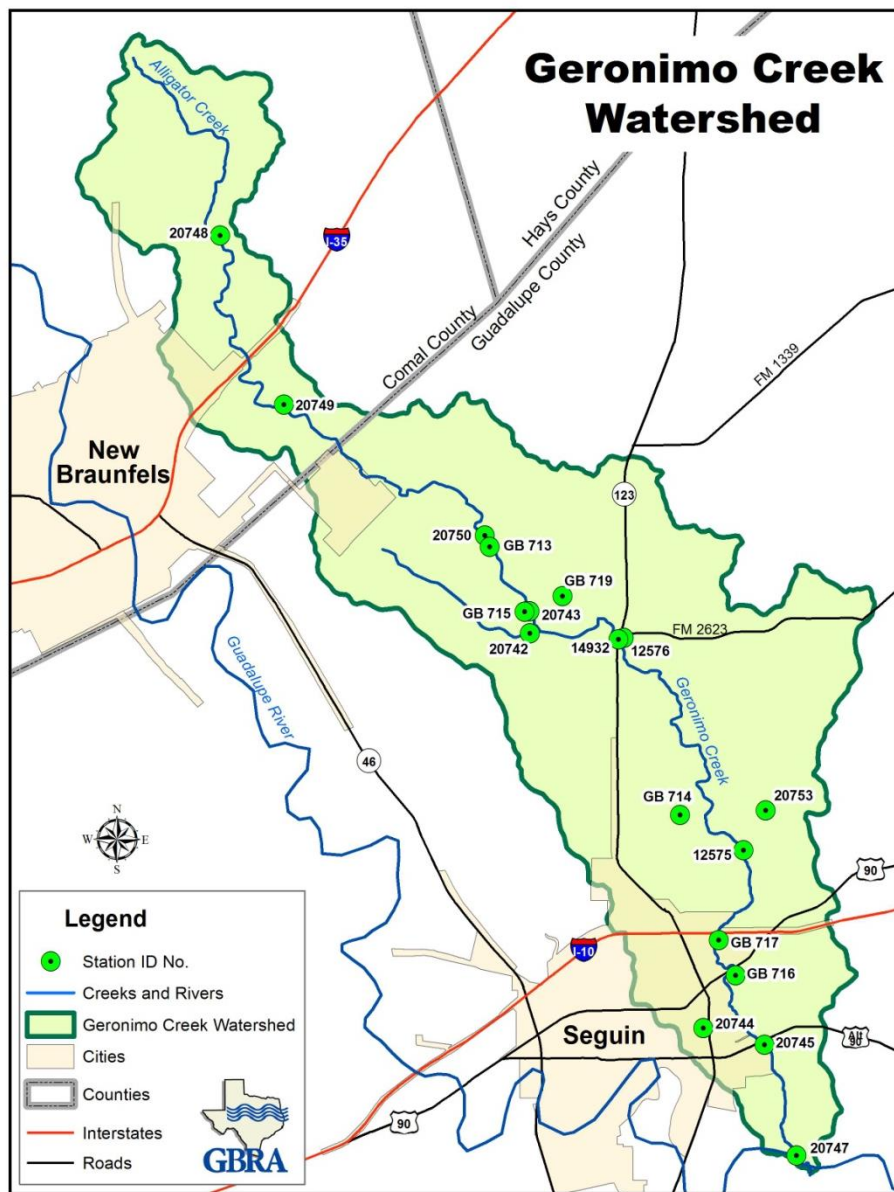 Geronimo Creek
Watershed
Alligator Creek
20748
I-35
Hays County
Comal County
Guadalupe County
FM 1339
20749
New
Braunfels
123
20750
GB 713
GB 719
GB 715
20743
20742
14932
12576
FM 2623
Guadalupe River
Geronimo Creek
46
GB 714
20753
12575
90
N
W
E
S
GB 717
I-10
GB 716
20744
Seguin
20745
Alt
90
90
20747
Legend
Station ID No.
Creeks and Rivers
Geronimo Creek Watershed
Cities
Counties
Interstates
Roads
GBRA